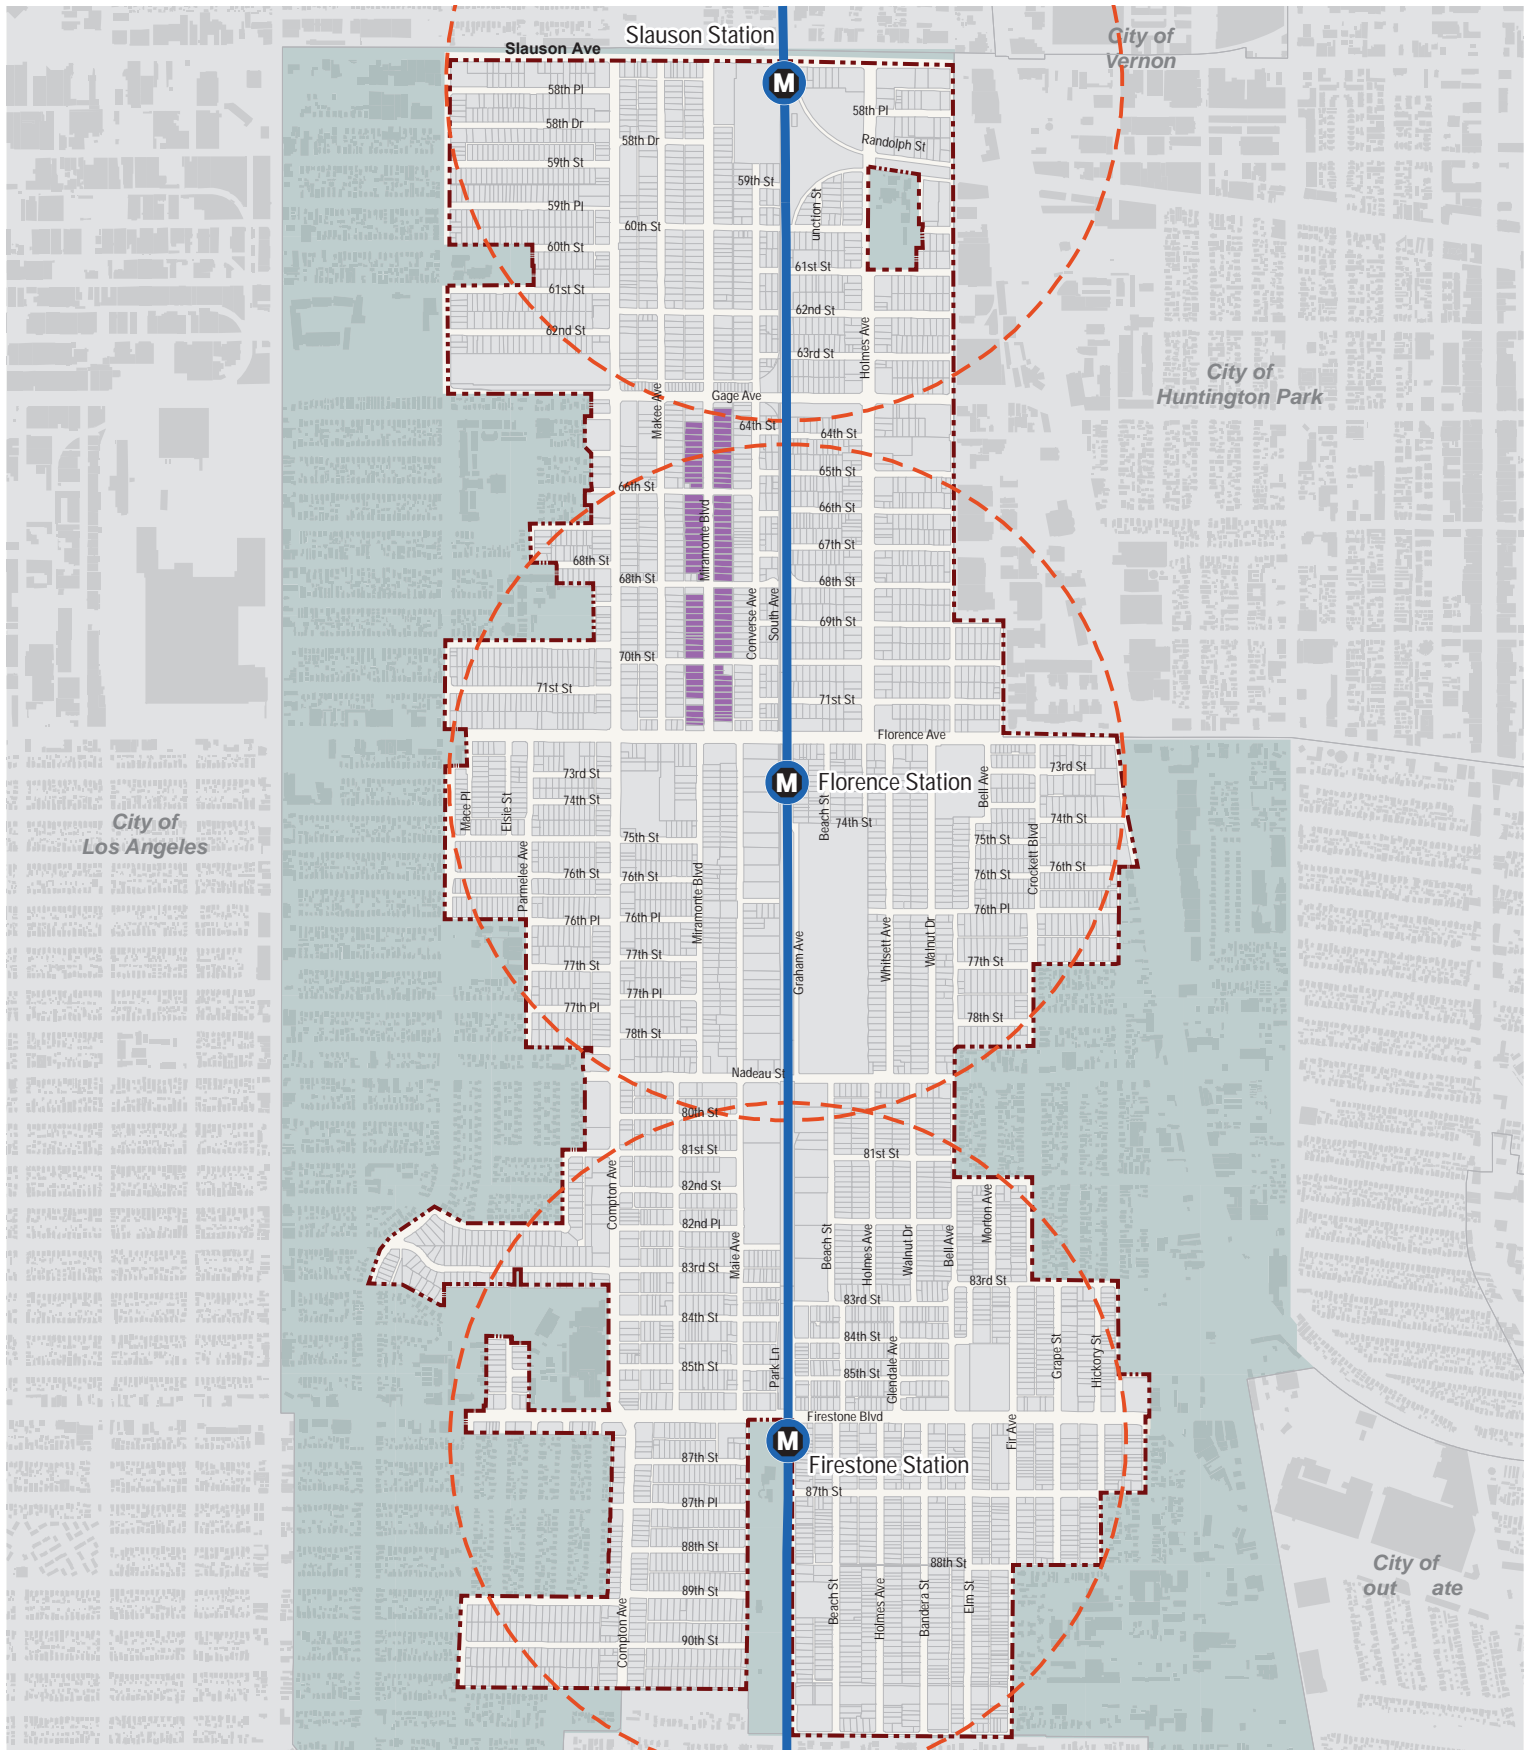 Slauson Station
City of
Vernon
Slauson Ave
M
58th Pl
58th Pl
58th Dr
58th Dr
Randolph St
59th St
59th St
59th Pl
unction St
60th St
60th St
61st St
61st St
62nd St
62nd St
63rd St
Holmes Ave
City of
Huntington Park
Makee Ave
Gage Ave
64th St
64th St
65th St
66th St
66th St
Miramonte Blvd
67th St
68th St
68th St
68th St
Converse Ave
South Ave
69th St
70th St
71st St
71st St
Florence Ave
M
Florence Station
73rd St
73rd St
Bell Ave
Mace Pl
Elsie St
74th St
Beach St
74th St
74th St
City of
Los Angeles
75th St
75th St
Crockett Blvd
Parmelee Ave
76th St
76th St
76th St
76th St
Miramonte Blvd
76th Pl
76th Pl
76th Pl
Graham Ave
Whitsett Ave
Walnut Dr
77th St
77th St
77th St
77th Pl
77th Pl
78th St
78th St
Nadeau St
80th St
81st St
81st St
Compton Ave
82nd St
Morton Ave
82nd Pl
Maie Ave
Beach St
Holmes Ave
Walnut Dr
Bell Ave
83rd St
83rd St
83rd St
84th St
84th St
Glendale Ave
Grape St
Hickory St
85th St
Park Ln
85th St
Firestone Blvd
Fir Ave
M
Firestone Station
87th St
87th St
87th Pl
88th St
88th St
City of
out ate
89th St
Beach St
Holmes Ave
Bandera St
Elm St
Compton Ave
90th St